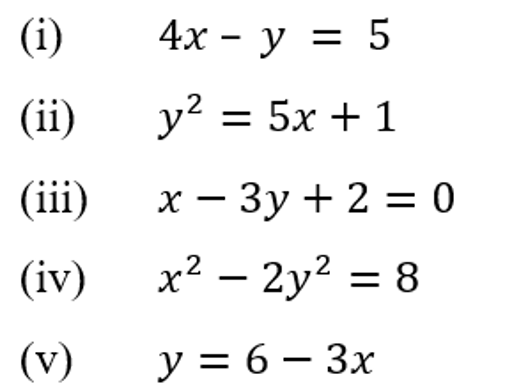 (i) 4x – y = 5
(ii) y² = 5x + 1
(iii) x − 3y + 2 = 0
(iv) x² − 2y² = 8
(v) y = 6 − 3x